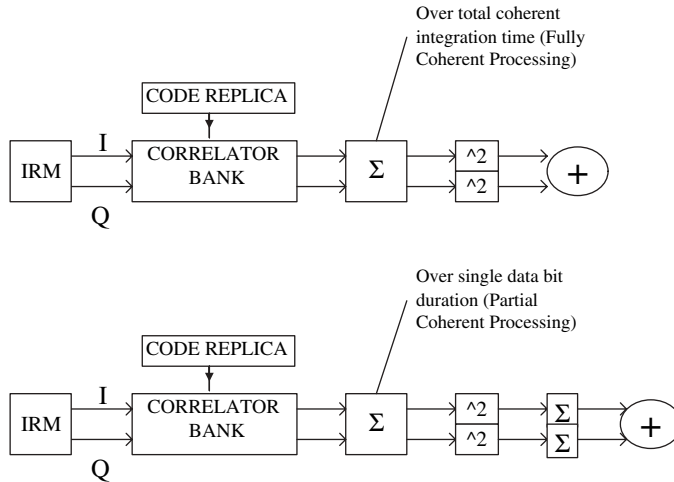 Over total coherent
integration time (Fully
Coherent Processing)
CODE REPLICA
I
IRM
CORRELATOR
BANK
Σ
^2
^2
+
Q
Over single data bit
duration (Partial
Coherent Processing)
CODE REPLICA
I
IRM
CORRELATOR
BANK
Σ
^2
^2
Σ
Σ
+
Q